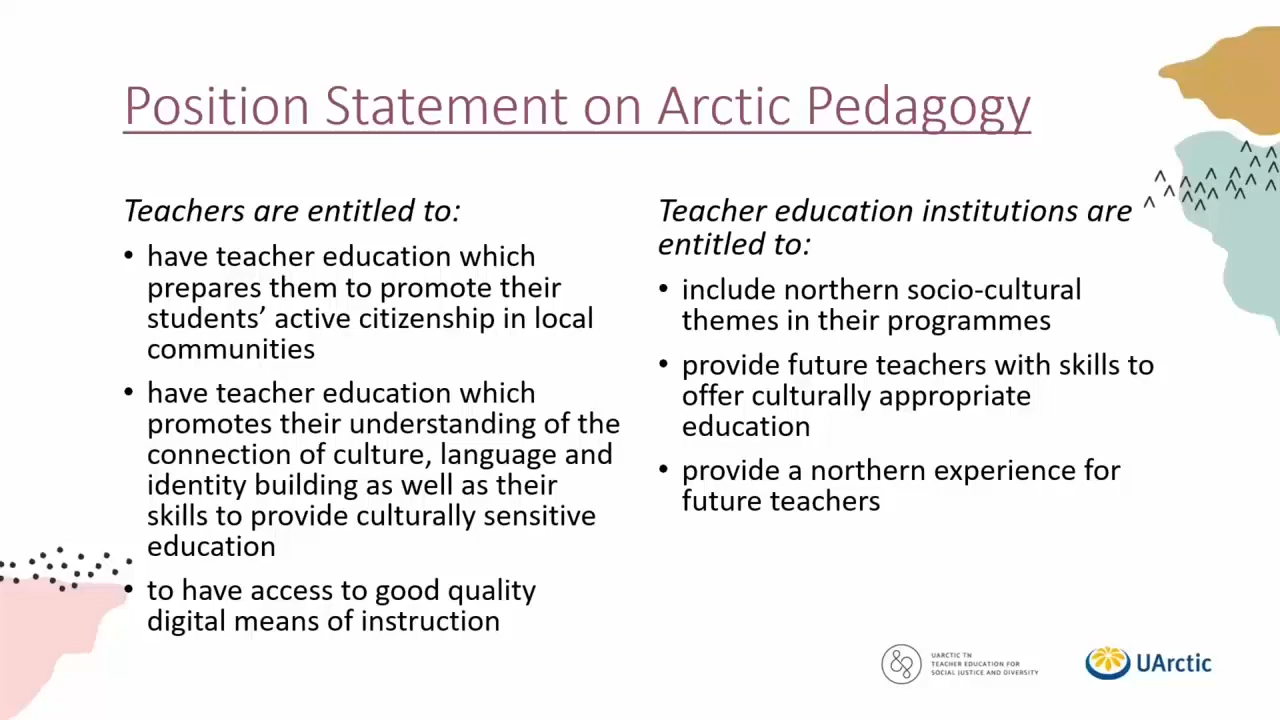 Position Statement on Arctic Pedagogy
Teachers are entitled to:
• have teacher education which
prepares them to promote their
students’ active citizenship in local
communities
• have teacher education which
promotes their understanding of the
connection of culture, language and
identity building as well as their
skills to provide culturally sensitive
education
• to have access to good quality
digital means of instruction
Teacher education institutions are
entitled to:
• include northern socio-cultural
themes in their programmes
• provide future teachers with skills to
offer culturally appropriate
education
• provide a northern experience for
future teachers
UARCTIC TN
TEACHER EDUCATION FOR
SOCIAL JUSTICE AND DIVERSITY
UArctic